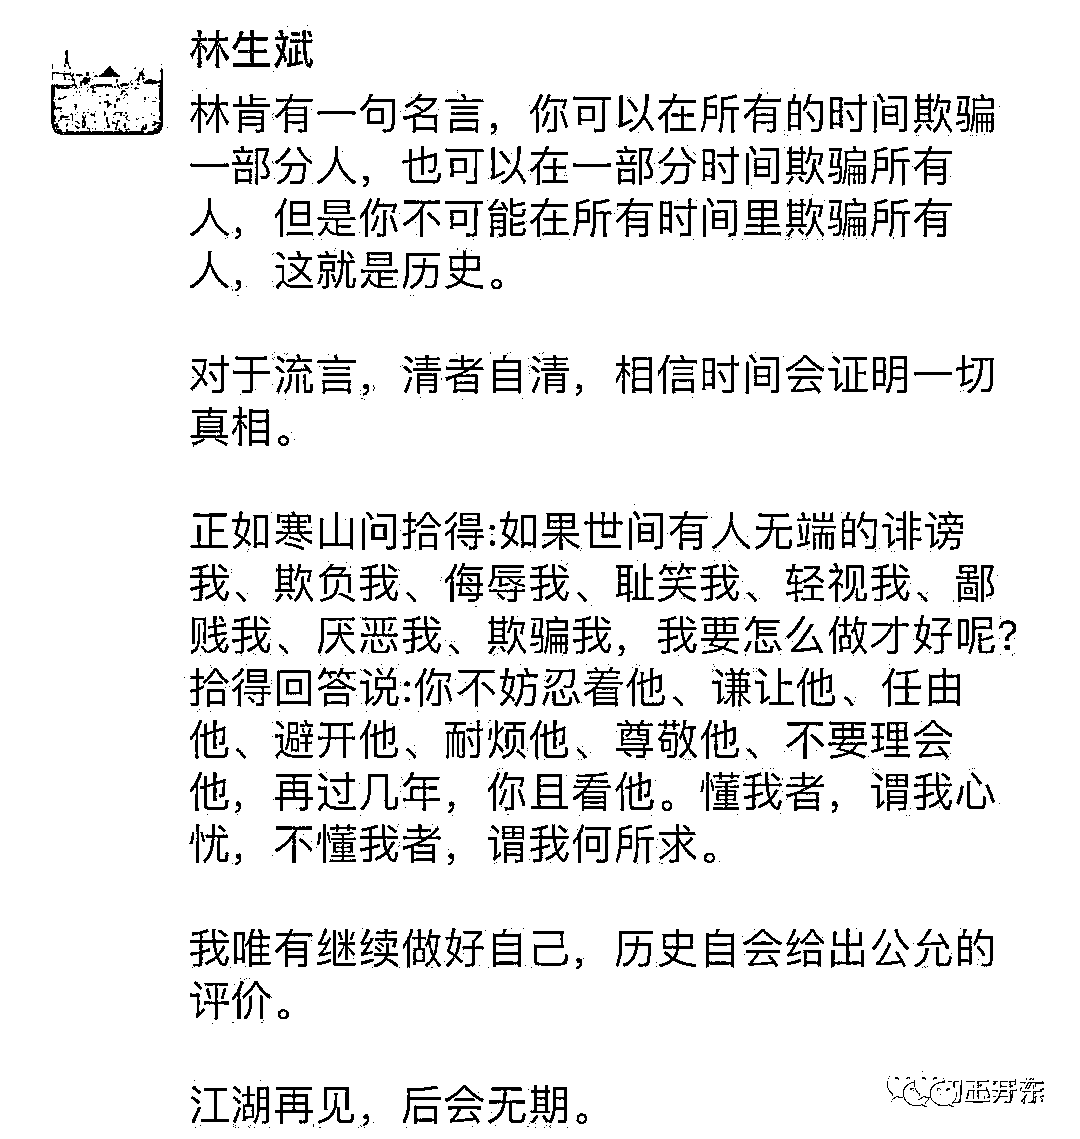 林生斌
林肯有一句名言，你可以在所有的时间欺骗
一部分人，也可以在一部分时间欺骗所有
人，但是你不可能在所有时间里欺骗所有
人，这就是历史。
对于流言，清者自清，相信时间会证明一切
真相。
正如寒山问拾得:如果世间有人无端的诽谤
我、欺负我、侮辱我、耻笑我、轻视我、鄙
贱我、厌恶我、欺骗我，我要怎么做才好呢?
拾得回答说:你不妨忍着他、谦让他、任由
他、避开他、耐烦他、尊敬他、不要理会
他，再过几年，你且看他。懂我者，谓我心
忧，不懂我者，谓我何所求。
我唯有继续做好自己，历史自会给出公允的
评价。
江湖再见，后会无期。